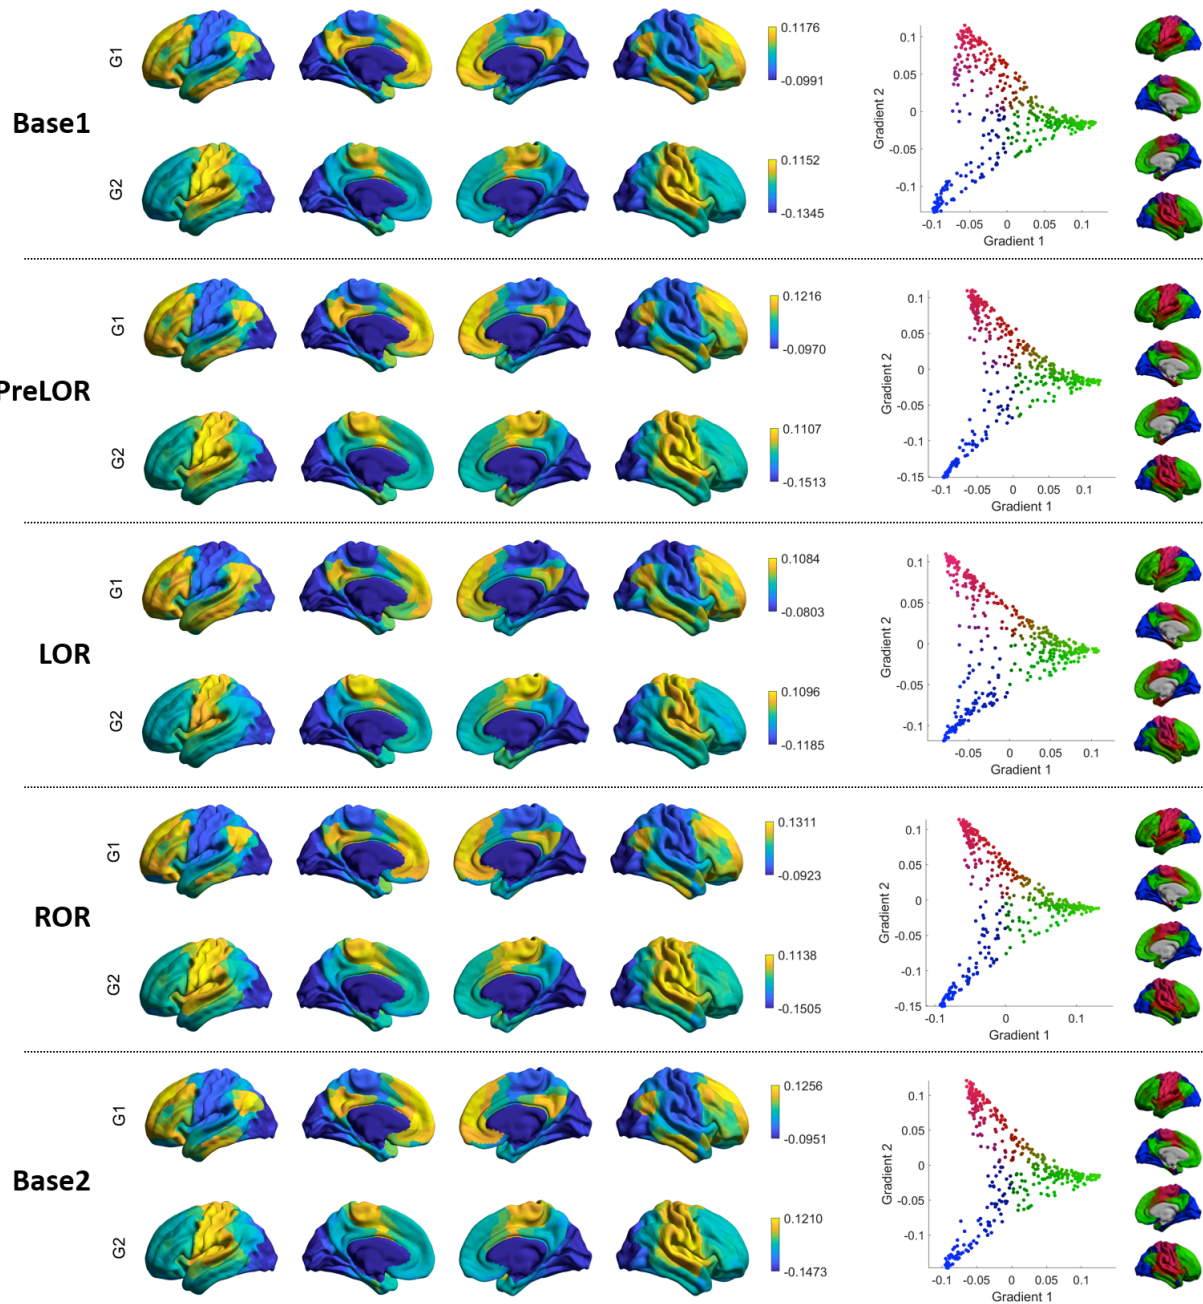 Base1
G1
0.1176
-0.0991
G2
0.1152
-0.1345
Gradient 2
0.1
0.05
0
-0.05
-0.1
-0.1 -0.05 0 0.05 0.1
Gradient 1
PreLOR
G1
0.1216
-0.0970
G2
0.1107
-0.1513
Gradient 2
0.1
0.05
0
-0.05
-0.1
-0.15
-0.1 -0.05 0 0.05 0.1
Gradient 1
LOR
G1
0.1084
-0.0803
G2
0.1096
-0.1185
Gradient 2
0.1
0.05
0
-0.05
-0.1
-0.05 0 0.05 0.1
Gradient 1
ROR
G1
0.1311
-0.0923
G2
0.1138
-0.1505
Gradient 2
0.1
0.05
0
-0.05
-0.1
-0.15
-0.1 0 0.1
Gradient 1
Base2
G1
0.1256
-0.0951
G2
0.1210
-0.1473
Gradient 2
0.1
0.05
0
-0.05
-0.1
-0.1 -0.05 0 0.05 0.1
Gradient 1